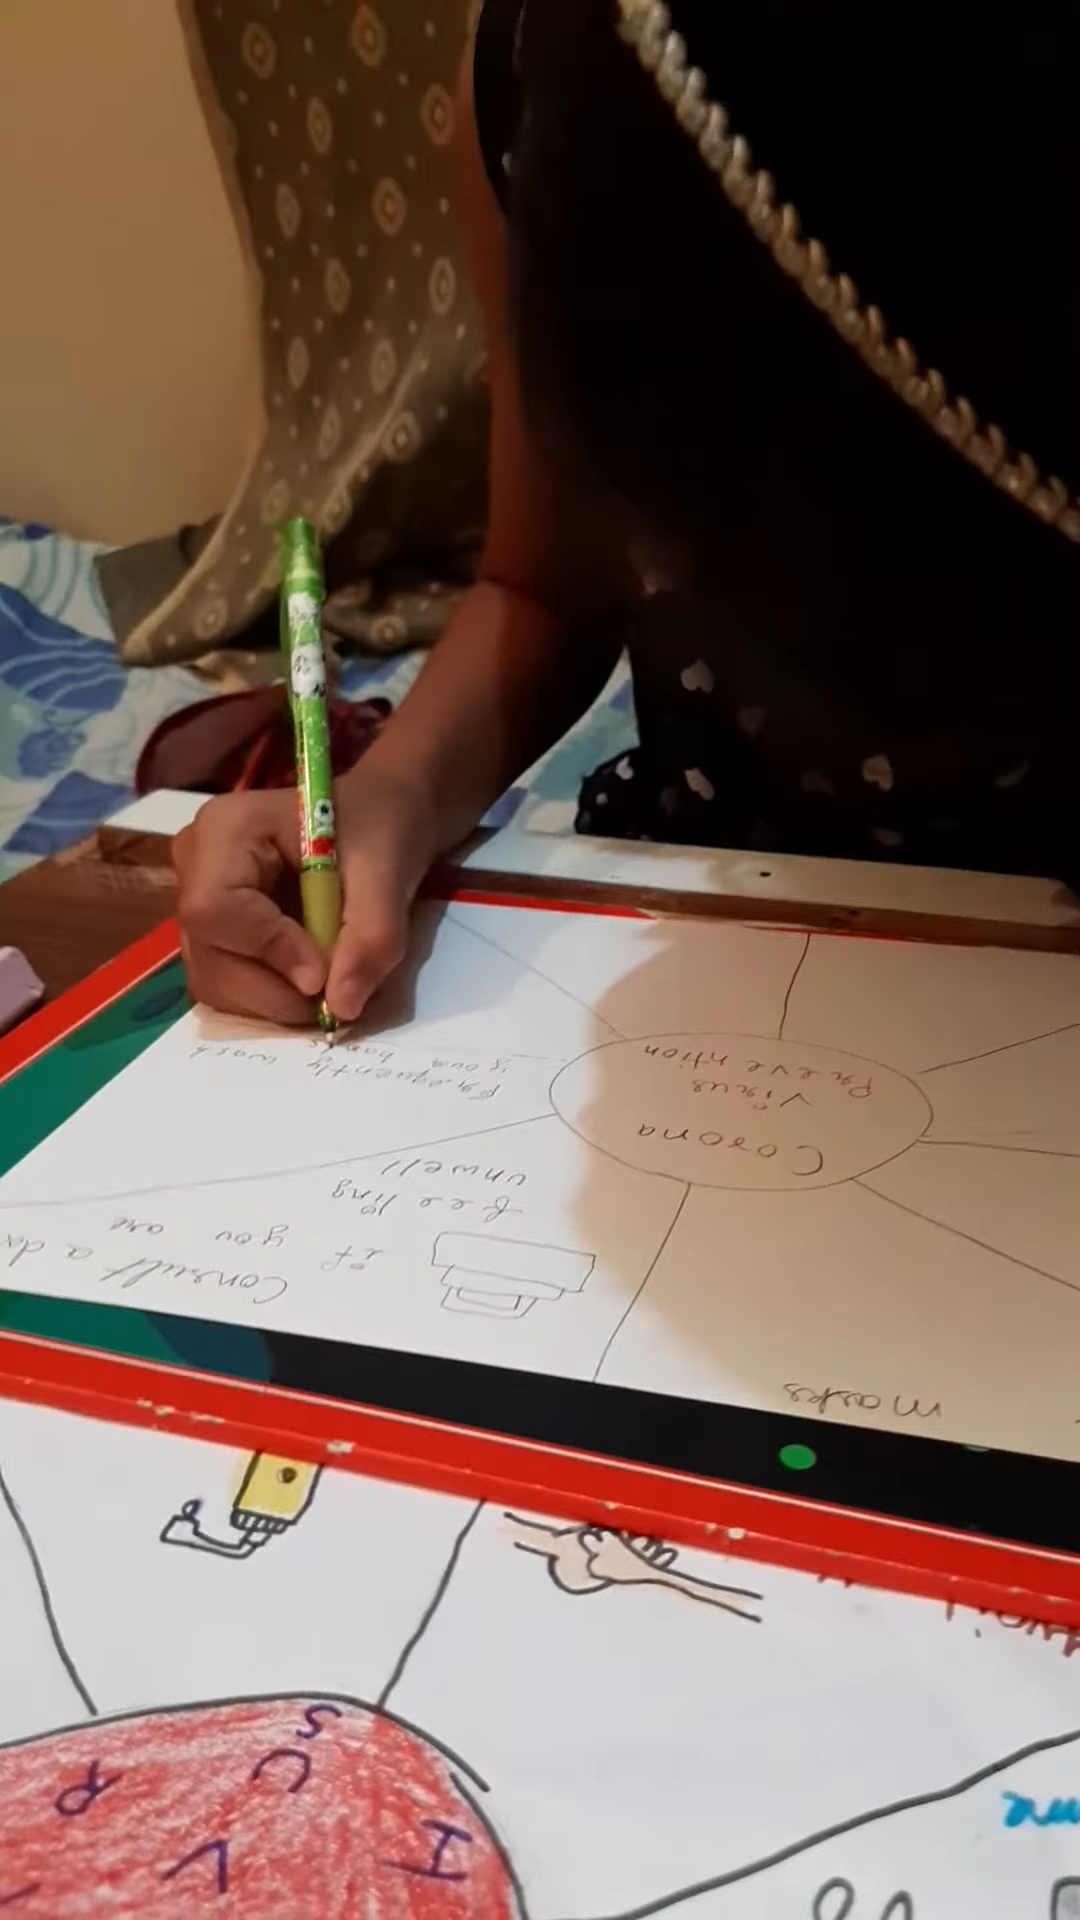 Corona
Virus
Prevention
Consult a
if you are
feeling
unwell
Frequently wash
your hands
masks
V I R U S